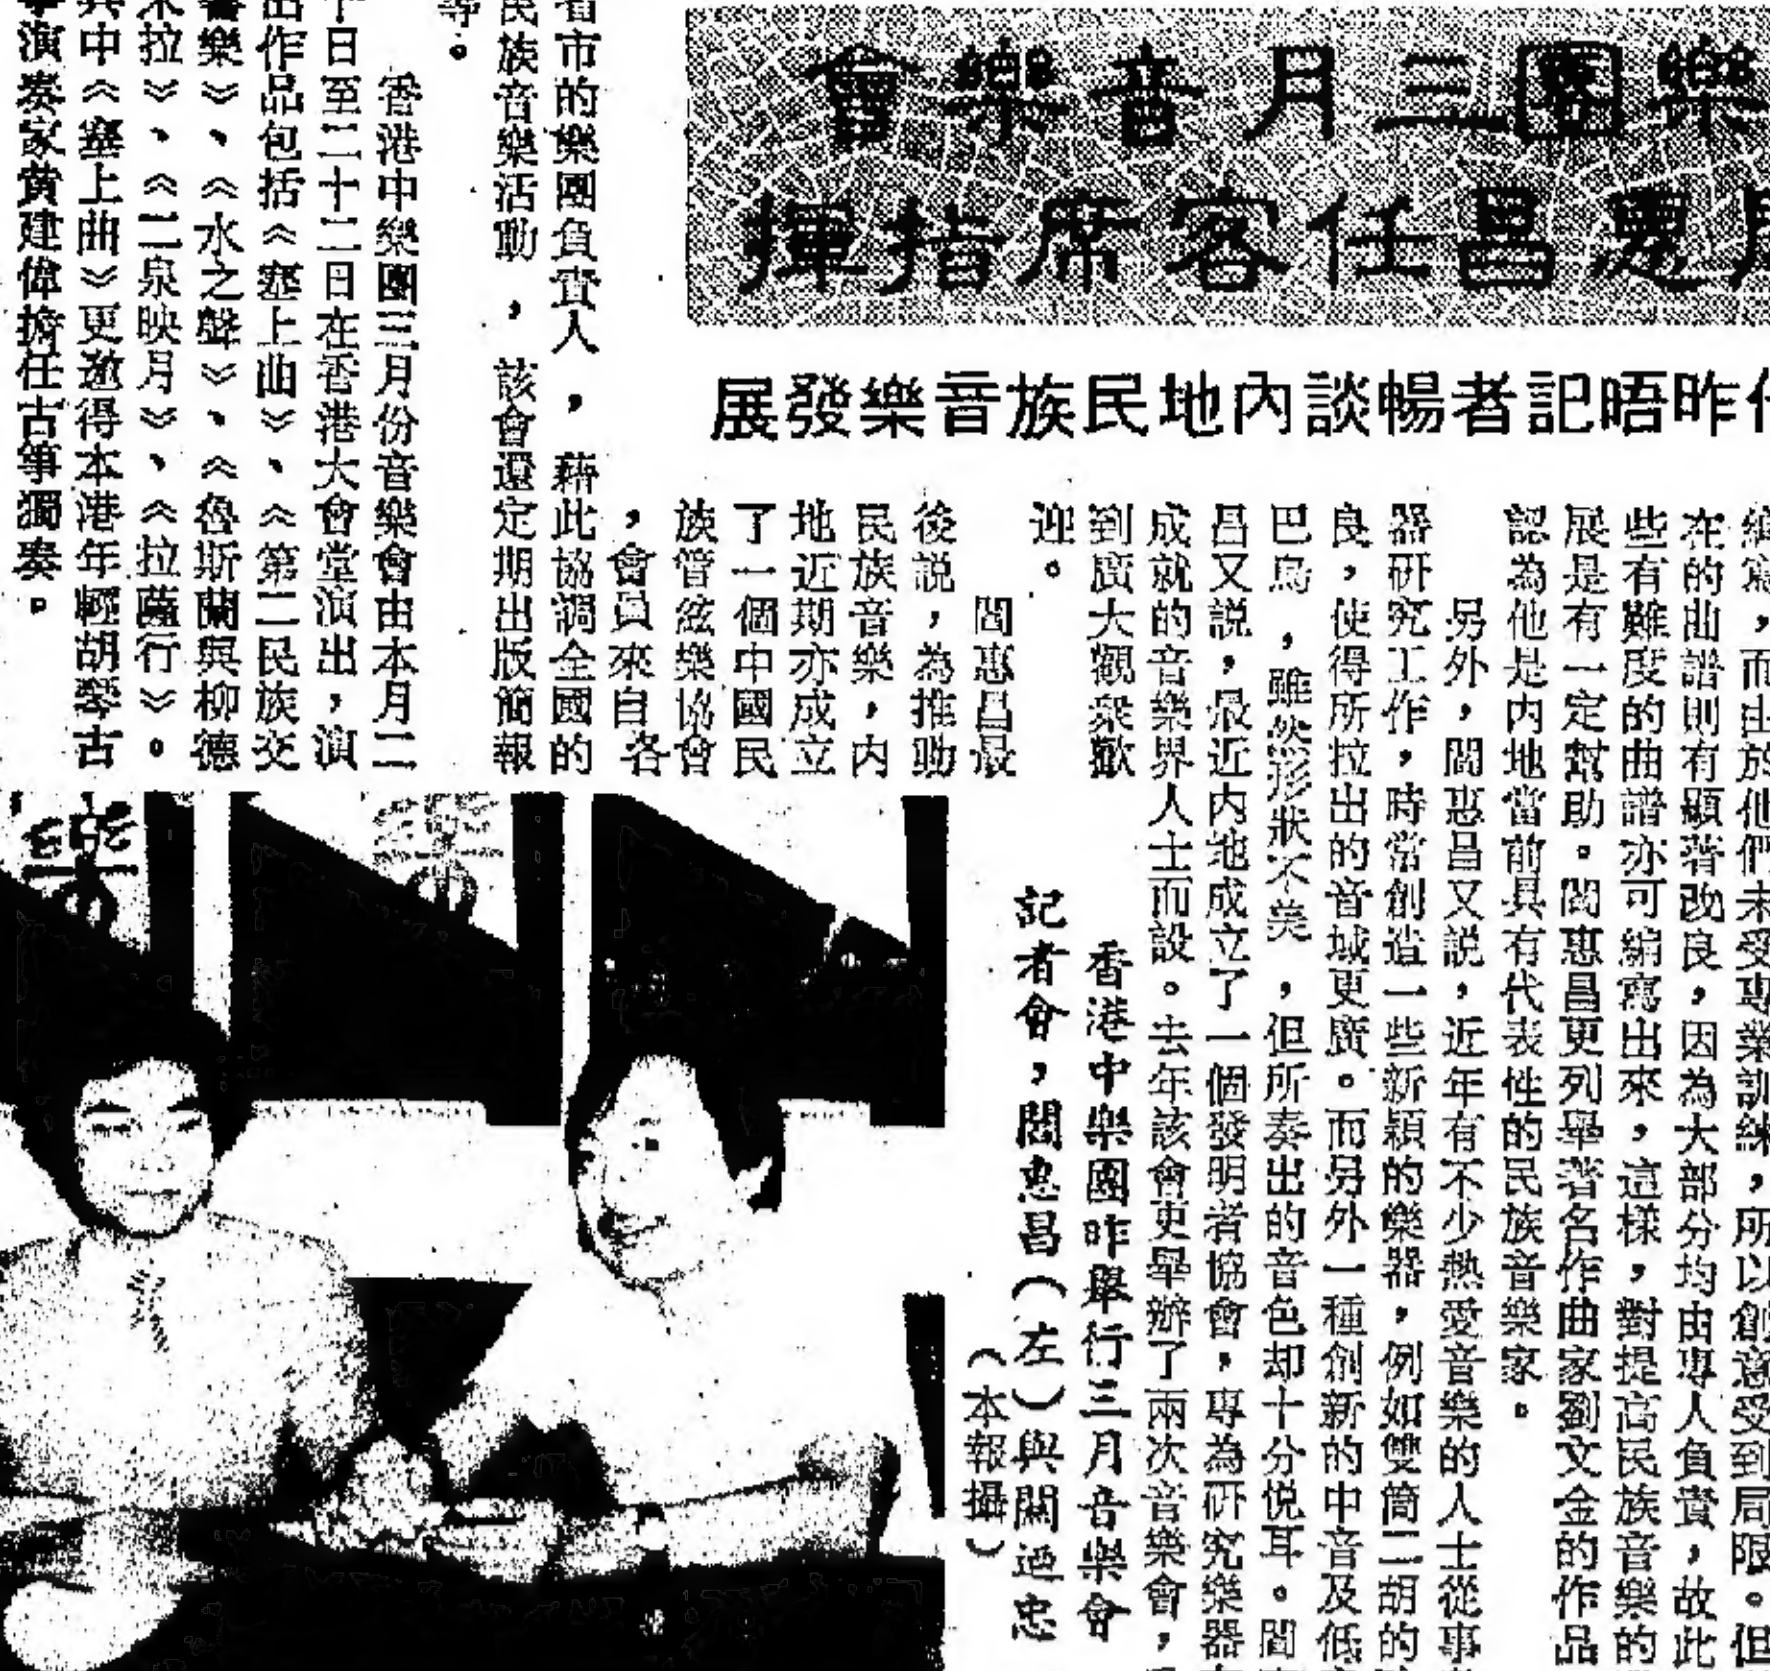 樂團三月音樂會
惠昌任客席指揮
昨晤記者暢談內地民族音樂發展
寫,而由於他們未受專業訓練,所以創意受到局限。但
在的曲譜則有顯著改良,因為大部分均由專人負責,故此
些有難度的曲譜亦可編寫出來,這樣,對提高民族音樂的
展是有一定幫助。閻惠昌更列舉著名作曲家劉文金的作品
認為他是內地當前具有代表性的民族音樂家。
另外,閻惠昌又説,近年有不少熱愛音樂的人士從事
器研究工作,時常創造一些新穎的樂器,例如雙筒二胡的
良,使得所拉出的音域更廣。而另外一種創新的中音及低
巴烏,雖然形狀不美,但所奏出的音色却十分悦耳。閻
昌又説,最近內地成立了一個發明者協會,專為研究樂器
成就的音樂界人士而設。去年該會更舉辦了兩次音樂會,
到廣大觀衆歡
迎。
閻惠昌最
後説,為推動
民族音樂,內
地近期亦成立
了一個中國民
族管絃樂協會
,會員來自各
省市的樂團負責人,藉此協調全國的
民族音樂活動,該會還定期出版簡報
等。
香港中樂團三月份音樂會由本月二
十日至二十二日在香港大會堂演出,演
出作品包括《塞上曲》、《第二民族交
響樂》、《水之聲》、《魯斯蘭與柳德
米拉》、《二泉映月》、《拉薩行》。
其中《塞上曲》更邀得本港年輕胡琴古
箏演奏家黄建偉擔任古箏獨奏。
香港中樂團昨舉行三月音樂會
記者會,閻惠昌(左)與關迺忠
(本報攝)